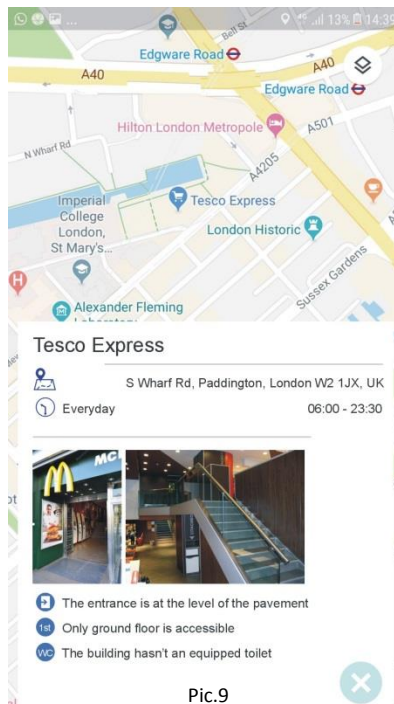 ... 4G 13% 14:39
Bell St
Edgware Road
A40
A40
Edgware Road
Hilton London Metropole
A501
N Wharf Rd
A4205
Imperial
College
London,
St Mary's...
Tesco Express
London Historic
Sussex Gardens
H
Alexander Fleming
Laboratory
Tesco Express
S Wharf Rd, Paddington, London W2 1JX, UK
Everyday 06:00 - 23:30
MC
The entrance is at the level of the pavement
1st Only ground floor is accessible
WC The building hasn't an equipped toilet
Pic.9